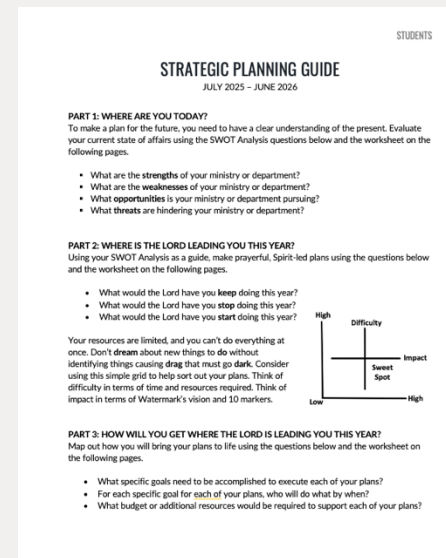 STUDENTS
STRATEGIC PLANNING GUIDE
JULY 2025 – JUNE 2026
PART 1: WHERE ARE YOU TODAY?
To make a plan for the future, you need to have a clear understanding of the present. Evaluate
your current state of affairs using the SWOT Analysis questions below and the worksheet on the
following pages.
▪ What are the strengths of your ministry or department?
▪ What are the weaknesses of your ministry or department?
▪ What opportunities is your ministry or department pursuing?
▪ What threats are hindering your ministry or department?
PART 2: WHERE IS THE LORD LEADING YOU THIS YEAR?
Using your SWOT Analysis as a guide, make prayerful, Spirit-led plans using the questions below
and the worksheet on the following pages.
• What would the Lord have you keep doing this year?
• What would the Lord have you stop doing this year?
• What would the Lord have you start doing this year?
Your resources are limited, and you can't do everything at
once. Don't dream about new things to do without
identifying things causing drag that must go dark. Consider
using this simple grid to help sort out your plans. Think of
difficulty in terms of time and resources required. Think of
impact in terms of Watermark's vision and 10 markers.
High
Difficulty
Impact
Sweet
Spot
Low
High
PART 3: HOW WILL YOU GET WHERE THE LORD IS LEADING YOU THIS YEAR?
Map out how you will bring your plans to life using the questions below and the worksheet on
the following pages.
• What specific goals need to be accomplished to execute each of your plans?
• For each specific goal for each of your plans, who will do what by when?
• What budget or additional resources would be required to support each of your plans?